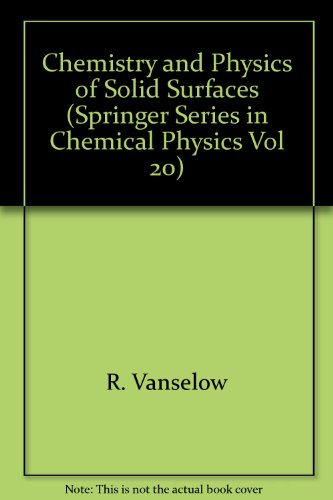 Chemistry and Physics
of Solid Surfaces
(Springer Series in
Chemical Physics Vol
20)
R. Vanselow
Note: This is not the actual book cover